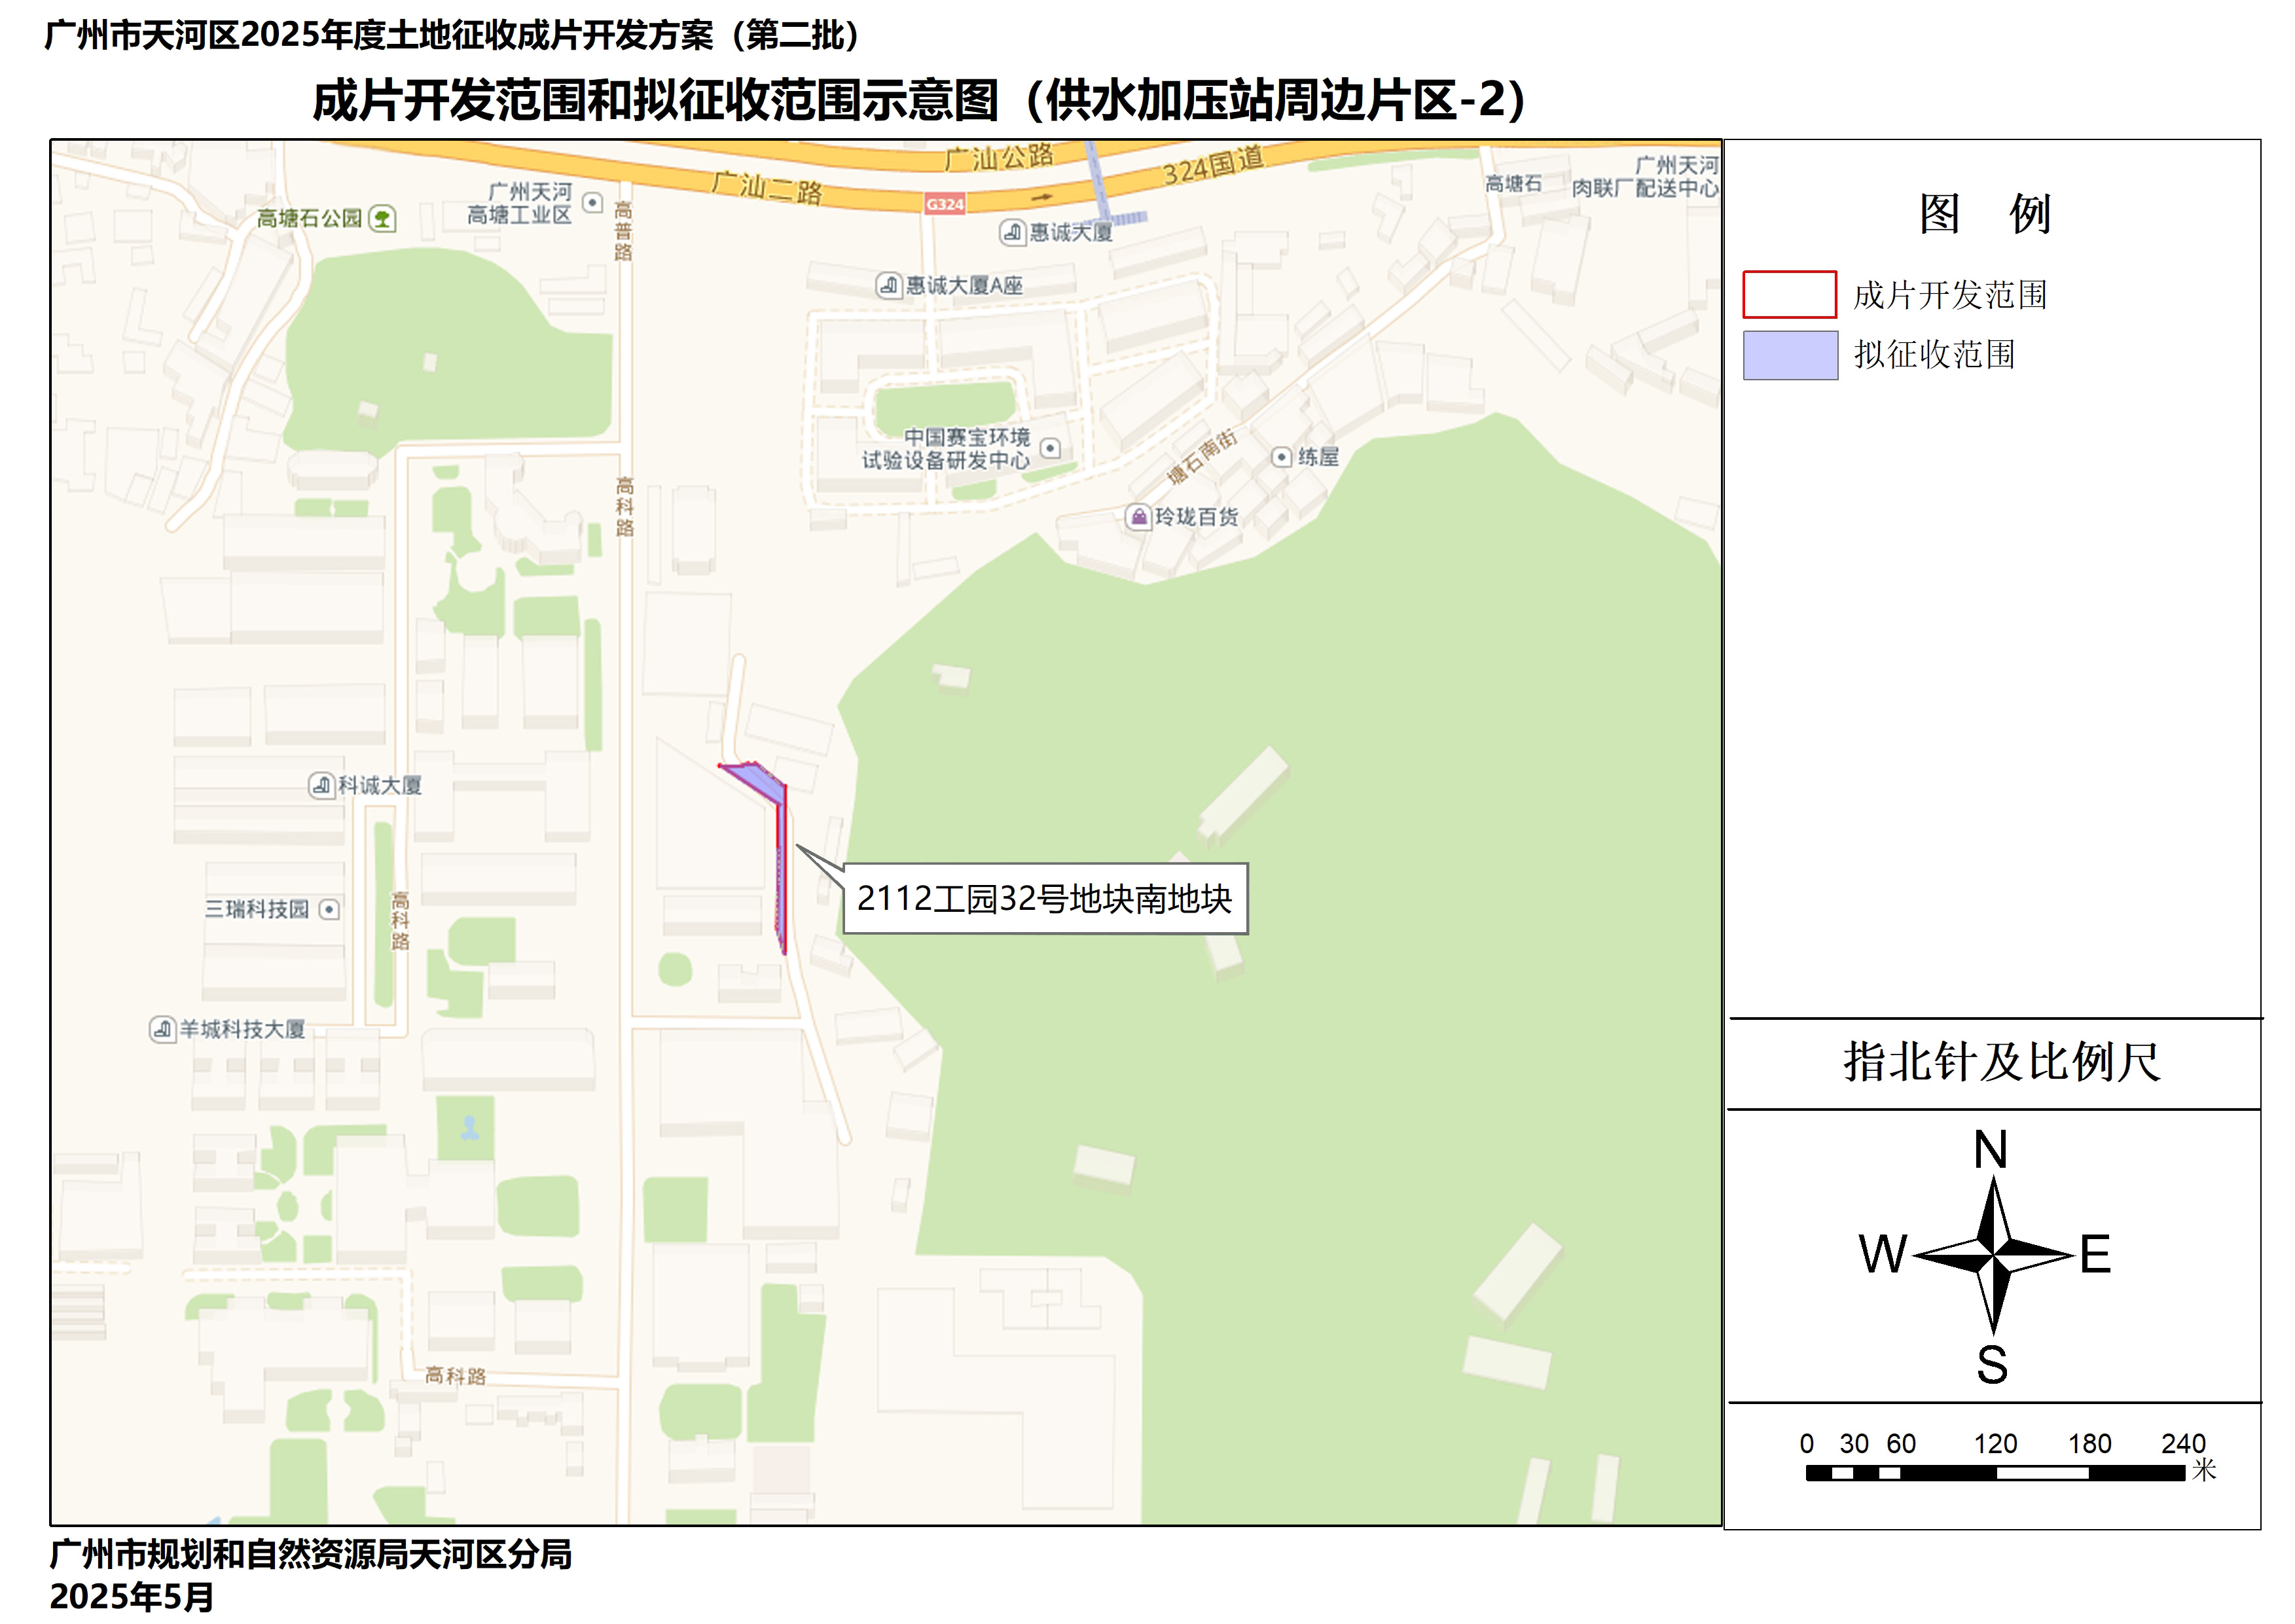 广州市天河区2025年度土地征收成片开发方案（第二批）
成片开发范围和拟征收范围示意图（供水加压站周边片区-2）
广汕公路
324国道
广汕二路
G324
广州天河
高塘工业区
高塘石公园
高普路
惠诚大厦
惠诚大厦A座
高塘石
广州天河
肉联厂配送中心
中国赛宝环境
试验设备研发中心
塘石南街
练屋
玲珑百货
高科路
科诚大厦
三瑞科技园
高科路
羊城科技大厦
2112工园32号地块南地块
高科路
图 例
成片开发范围
拟征收范围
指北针及比例尺
N
W
E
S
0 30 60 120 180 240
米
广州市规划和自然资源局天河区分局
2025年5月